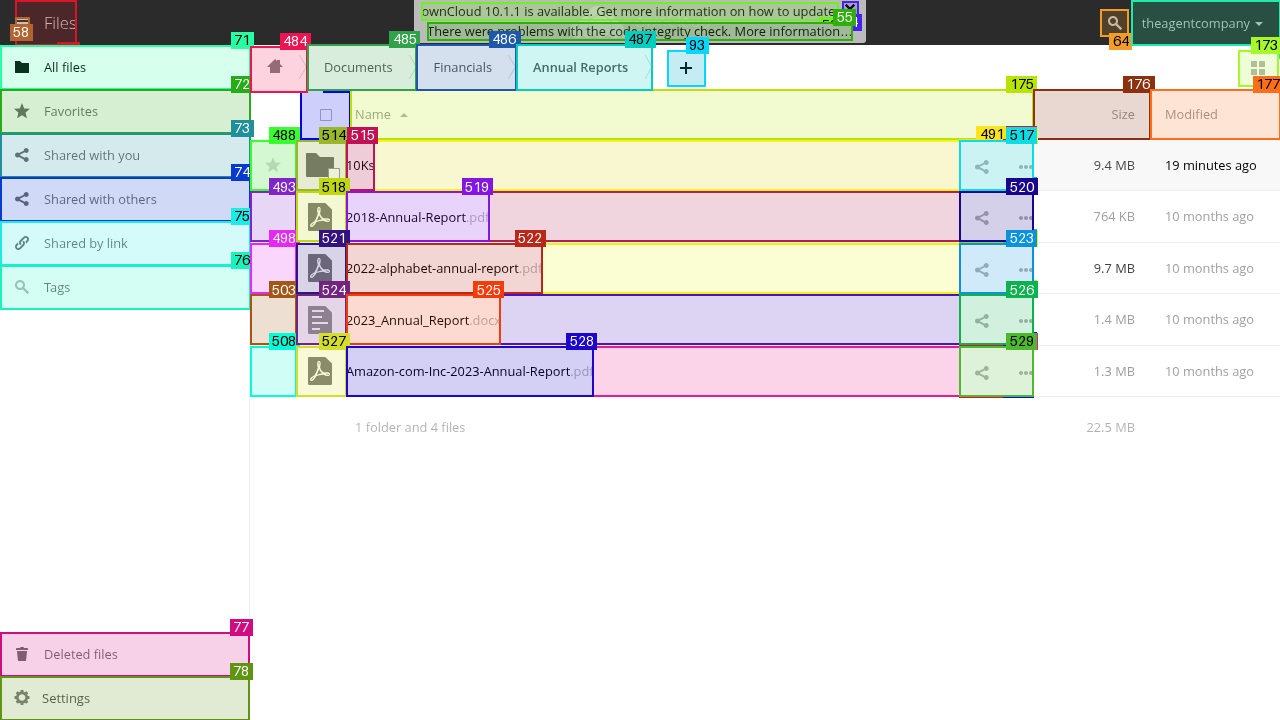 Files
58
ownCloud 10.1.1 is available. Get more information on how to update.
There were problems with the code integrity check. More information...
55
64
theagentcompany
71
All files
72
Favorites
73
Shared with you
74
Shared with others
75
Shared by link
76
Tags
77
Deleted files
78
Settings
484
485
Documents
486
Financials
487
Annual Reports
93
+
173
175
Name
176
Size
177
Modified
488
514
515
10Ks
491
517
9.4 MB
19 minutes ago
493
518
2018-Annual-Report.pdf
519
520
764 KB
10 months ago
498
521
2022-alphabet-annual-report.pdf
522
523
9.7 MB
10 months ago
503
524
2023_Annual_Report.docx
525
526
1.4 MB
10 months ago
508
527
Amazon-com-Inc-2023-Annual-Report.pdf
528
529
1.3 MB
10 months ago
1 folder and 4 files
22.5 MB